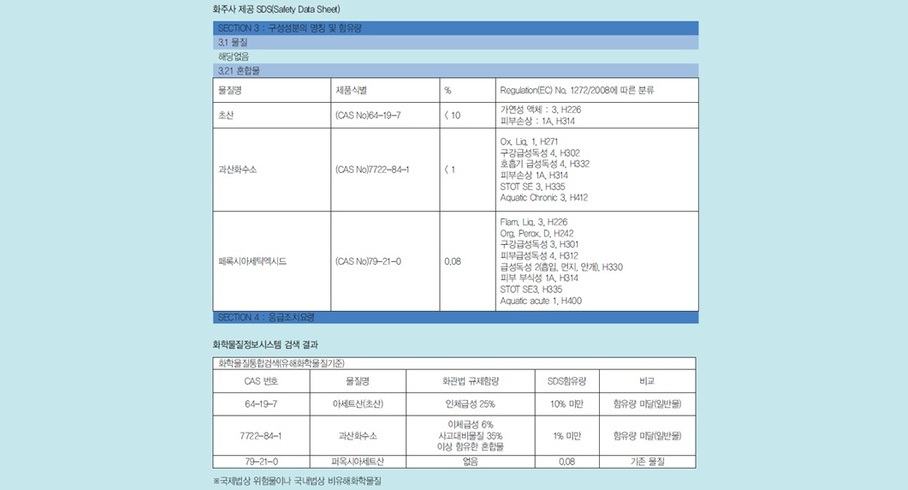 화주사 제공 SDS(Safety Data Sheet)
SECTION 3 : 구성성분의 명칭 및 함유량
3.1 물질
해당없음
3.21 혼합물
물질명 제품식별 % Regulation(EC) No. 1272/2008에 따른 분류
초산 (CAS No)64-19-7 < 10 가연성 액체 : 3, H226
피부손상 : 1A, H314
과산화수소 (CAS No)7722-84-1 < 1 Ox. Liq. 1, H271
구강급성독성 4, H302
호흡기 급성독성 4, H332
피부손상 1A, H314
STOT SE 3, H335
Aquatic Chronic 3, H412
페록시아세틱엑시드 (CAS No)79-21-0 0.08 Flam. Liq. 3, H226
Org. Perox. D, H242
구강급성독성 3, H301
피부급성독성 4, H312
급성독성 2(흡입, 먼지, 안개), H330
피부 부식성 1A, H314
STOT SE3, H335
Aquatic acute 1, H400
SECTION 4 : 응급조치요령
화학물질정보시스템 검색 결과
화학물질통합검색(유해화학물질기준)
CAS 번호 물질명 화관법 규제함량 SDS함유량 비교
64-19-7 아세트산(초산) 인체급성 25% 10% 미만 함유량 미달(일반물)
7722-84-1 과산화수소 이체급성 6% 사고대비물질 35% 이상 함유한 혼합물 1% 미만 함유량 미달(일반물)
79-21-0 퍼옥시아세트산 없음 0.08 기존 물질
※국제법상 위험물이나 국내법상 비유해화학물질